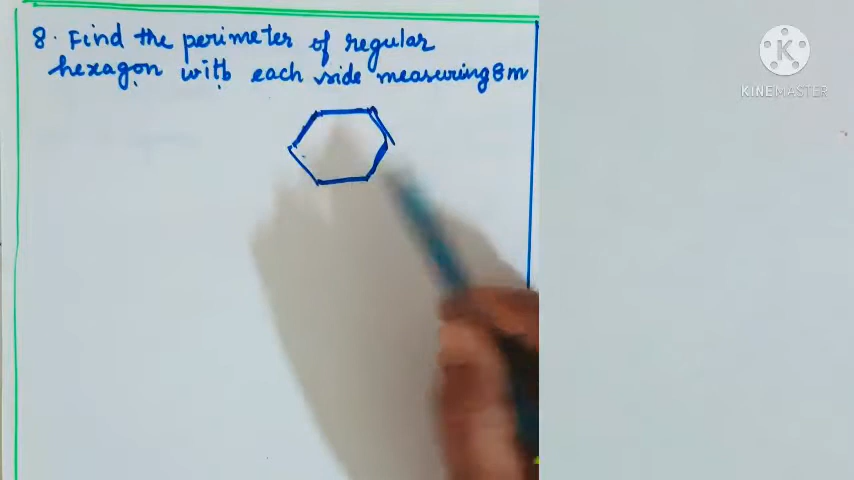 8. Find the perimeter of regular
hexagon with each side measuring 8m
K
KINEMASTER